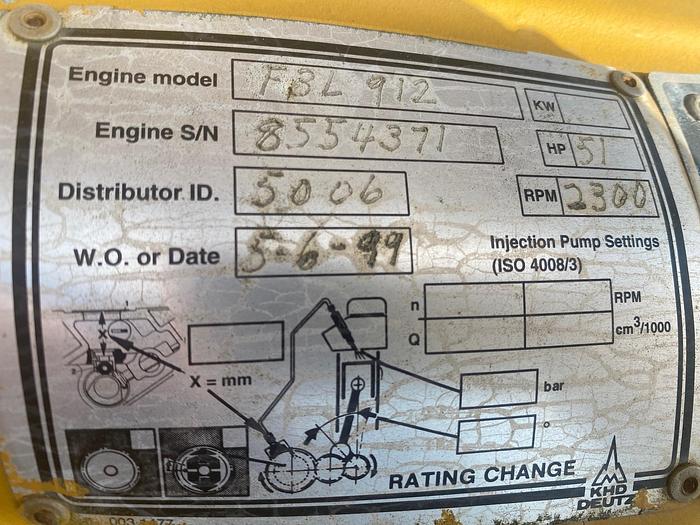 Engine model F3L 912
KW
Engine S/N 8554371
HP 51
Distributor ID. 5006
RPM 2300
W.O. or Date 5-6-99
Injection Pump Settings
(ISO 4008/3)
n RPM
Q cm³/1000
X
X = mm
bar
°
RATING CHANGE
KHD
DEUTZ